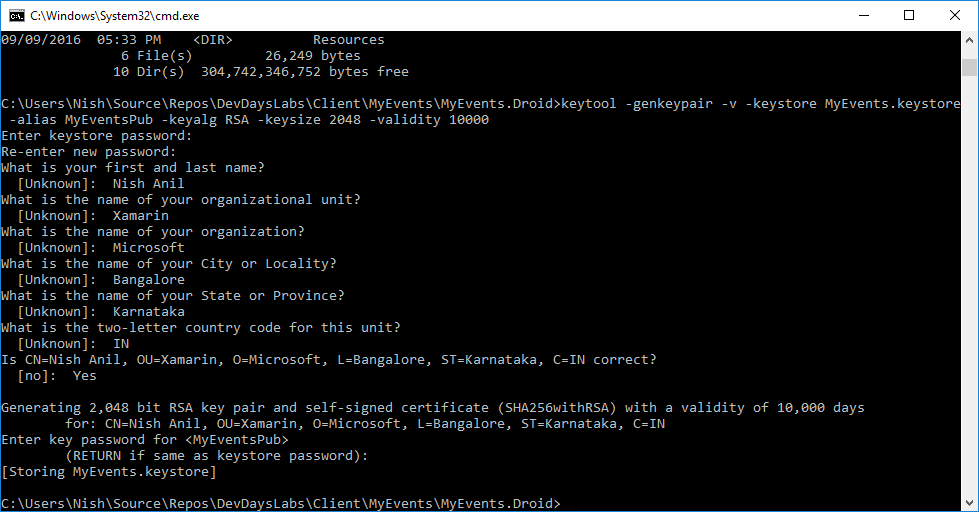 C:\Windows\System32\cmd.exe
09/09/2016  05:33 PM    <DIR>          Resources
               6 File(s)         26,249 bytes
              10 Dir(s)  304,742,346,752 bytes free

C:\Users\Nish\Source\Repos\DevDaysLabs\Client\MyEvents\MyEvents.Droid>keytool -genkeypair -v -keystore MyEvents.keystore
 -alias MyEventsPub -keyalg RSA -keysize 2048 -validity 10000
Enter keystore password:
Re-enter new password:
What is your first and last name?
  [Unknown]:  Nish Anil
What is the name of your organizational unit?
  [Unknown]:  Xamarin
What is the name of your organization?
  [Unknown]:  Microsoft
What is the name of your City or Locality?
  [Unknown]:  Bangalore
What is the name of your State or Province?
  [Unknown]:  Karnataka
What is the two-letter country code for this unit?
  [Unknown]:  IN
Is CN=Nish Anil, OU=Xamarin, O=Microsoft, L=Bangalore, ST=Karnataka, C=IN correct?
  [no]:  Yes

Generating 2,048 bit RSA key pair and self-signed certificate (SHA256withRSA) with a validity of 10,000 days
        for: CN=Nish Anil, OU=Xamarin, O=Microsoft, L=Bangalore, ST=Karnataka, C=IN
Enter key password for <MyEventsPub>
        (RETURN if same as keystore password):
[Storing MyEvents.keystore]

C:\Users\Nish\Source\Repos\DevDaysLabs\Client\MyEvents\MyEvents.Droid>